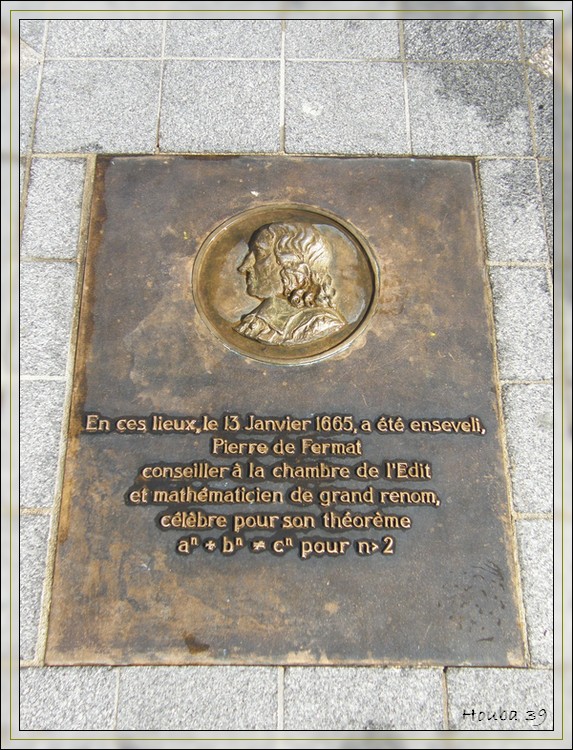 En ces lieux, le 13 Janvier 1665, a été enseveli,
Pierre de Fermat
conseiller à la chambre de l'Edit
et mathématicien de grand renom,
célèbre pour son théorème
aⁿ + bⁿ ≠ cⁿ pour n>2
Houba 39